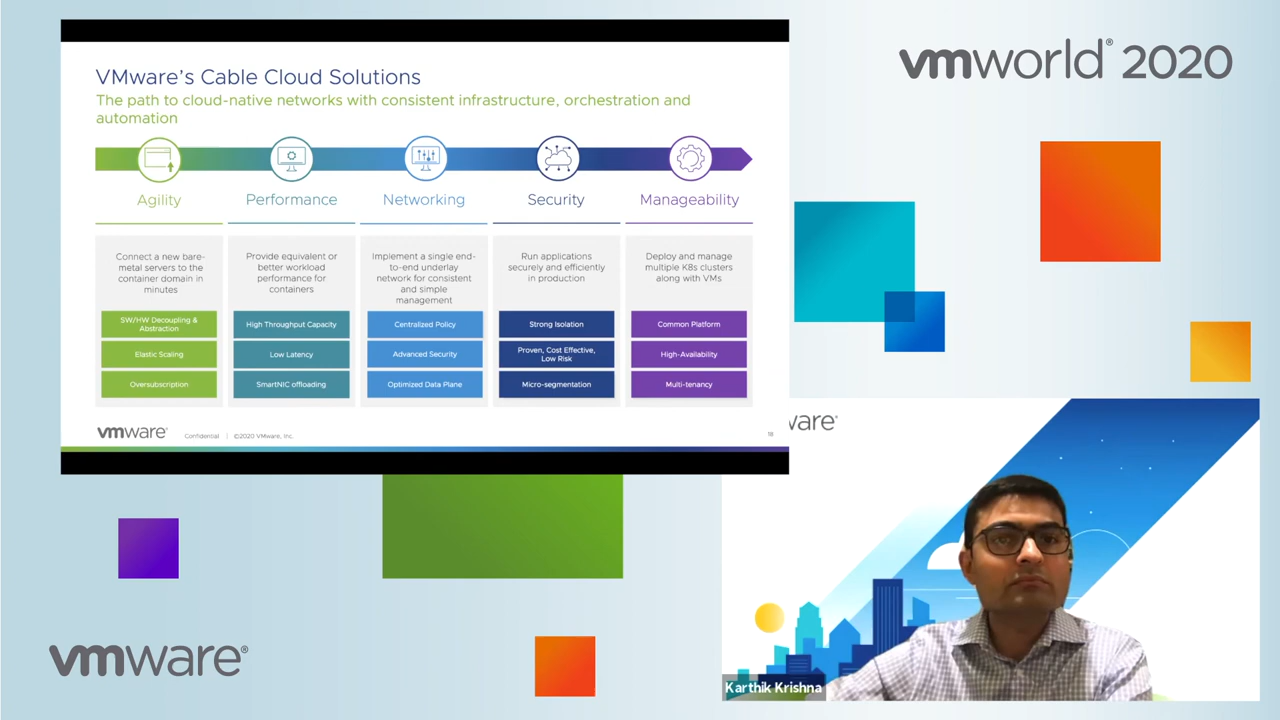 vmworld® 2020
VMware's Cable Cloud Solutions
The path to cloud-native networks with consistent infrastructure, orchestration and
automation
Agility
Performance
Networking
Security
Manageability
Connect a new bare-
metal servers to the
container domain in
minutes
SW/HW Decoupling &
Abstraction
Elastic Scaling
Oversubscription
Provide equivalent or
better workload
performance for
containers
High Throughput Capacity
Low Latency
SmartNIC offloading
Implement a single end-
to-end underlay
network for consistent
and simple
management
Centralized Policy
Advanced Security
Optimized Data Plane
Run applications
securely and efficiently
in production
Strong Isolation
Proven, Cost Effective,
Low Risk
Micro-segmentation
Deploy and manage
multiple K8s clusters
along with VMs
Common Platform
High-Availability
Multi-tenancy
vmware®
Confidential | ©2020 VMware, Inc.
18
vware®
vmware®
Karthik Krishna